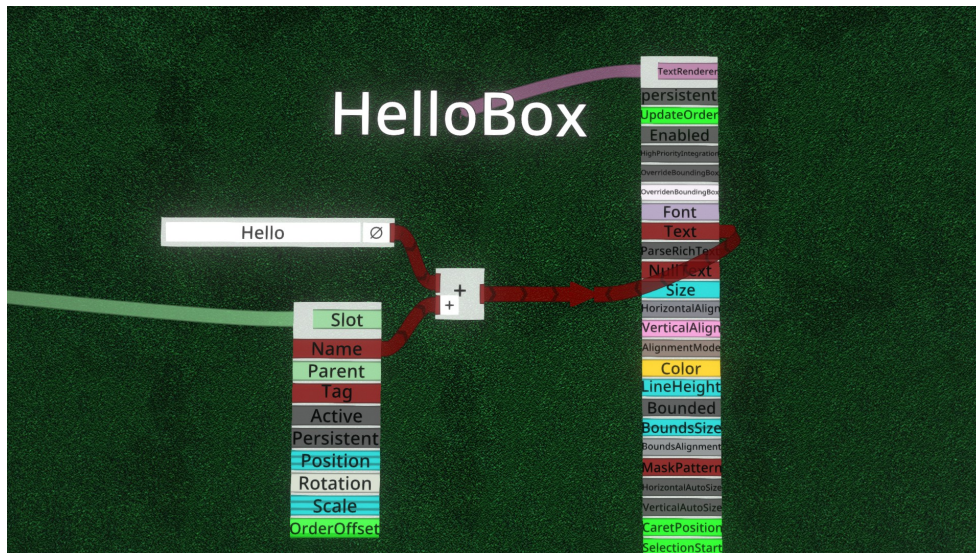 HelloBox
Hello
∅
+
+
Slot
Name
Parent
Tag
Active
Persistent
Position
Rotation
Scale
OrderOffset
TextRenderer
persistent
UpdateOrder
Enabled
HighPriorityIntegration
OverrideBoundingBox
OverridenBoundingBox
Font
Text
ParseRichText
NullText
Size
HorizontalAlign
VerticalAlign
AlignmentMode
Color
LineHeight
Bounded
BoundsSize
BoundsAlignment
MaskPattern
HorizontalAutoSize
VerticalAutoSize
CaretPosition
SelectionStart